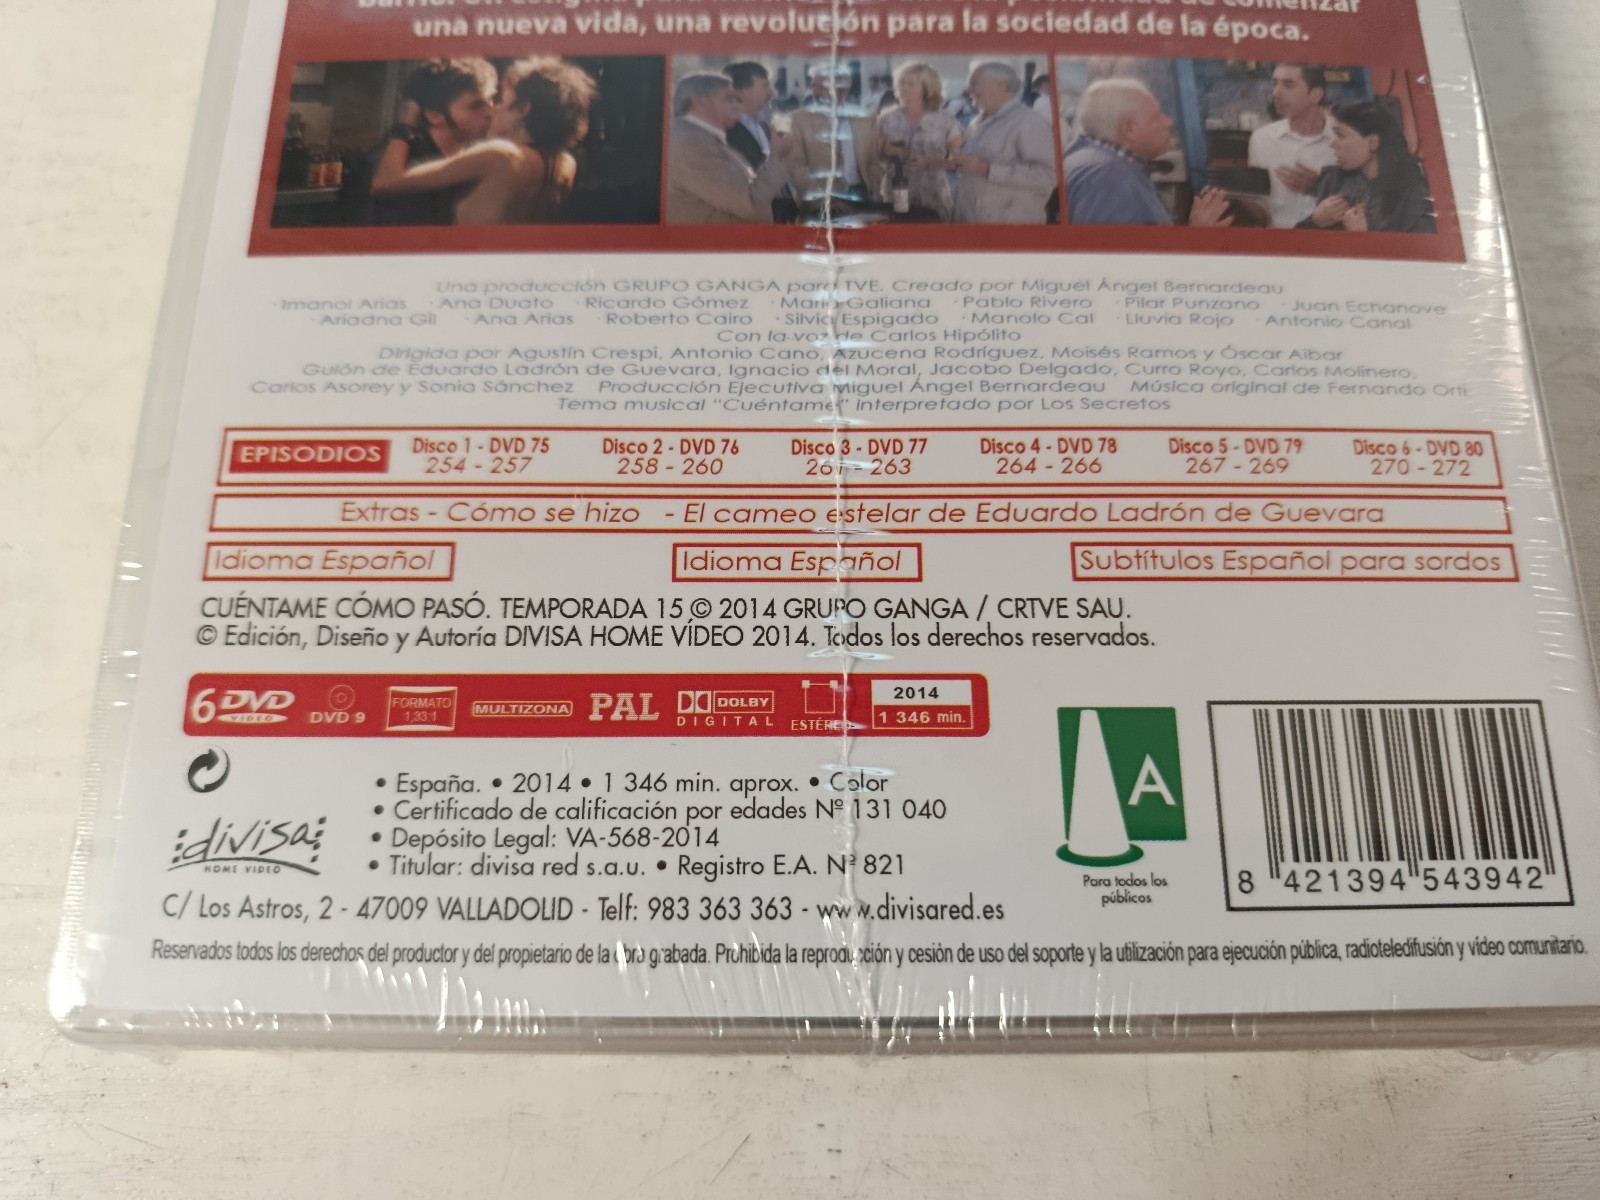 una nueva vida, una revolución para la sociedad de la época.
Una producción GRUPO GANGA para TVE. Creado por Miguel Ángel Bernardeau
·Imanol Arias ·Ana Duato ·Ricardo Gómez ·María Galiana ·Pablo Rivero ·Pilar Punzano ·Juan Echanove
·Ariadna Gil ·Ana Arias ·Roberto Cairo ·Silvia Espigado ·Manolo Cal ·Lluvia Rojo ·Antonio Canal
Con la voz de Carlos Hipólito
Dirigida por Agustín Crespi, Antonio Cano, Azucena Rodríguez, Moisés Ramos y Óscar Aibar
Guión de Eduardo Ladrón de Guevara, Ignacio del Moral, Jacobo Delgado, Curro Royo, Carlos Molinero,
Carlos Asorey y Sonia Sánchez Producción Ejecutiva Miguel Ángel Bernardeau Música original de Fernando Ortí
Tema musical "Cuéntame" interpretado por Los Secretos
EPISODIOS
Disco 1 - DVD 75 Disco 2 - DVD 76 Disco 3 - DVD 77 Disco 4 - DVD 78 Disco 5 - DVD 79 Disco 6 - DVD 80
254 - 257 258 - 260 261 - 263 264 - 266 267 - 269 270 - 272
Extras - Cómo se hizo - El cameo estelar de Eduardo Ladrón de Guevara
Idioma Español Idioma Español Subtítulos Español para sordos
CUÉNTAME CÓMO PASÓ. TEMPORADA 15 © 2014 GRUPO GANGA / CRTVE SAU.
© Edición, Diseño y Autoría DIVISA HOME VÍDEO 2014. Todos los derechos reservados.
6 DVD VIDEO DVD 9 FORMATO 1,33:1 MULTIZONA PAL DOLBY DIGITAL ESTÉREO 2014 1 346 min.
• España. • 2014 • 1 346 min. aprox. • Color
• Certificado de calificación por edades Nº 131 040
• Depósito Legal: VA-568-2014
• Titular: divisa red s.a.u. • Registro E.A. Nº 821
divisa
HOME VIDEO
A
Para todos los
públicos
8 421394 543942
C/ Los Astros, 2 - 47009 VALLADOLID - Telf: 983 363 363 - www.divisared.es
Reservados todos los derechos del productor y del propietario de la obra grabada. Prohibida la reproducción y cesión de uso del soporte y la utilización para ejecución pública, radioteledifusión y vídeo comunitario.